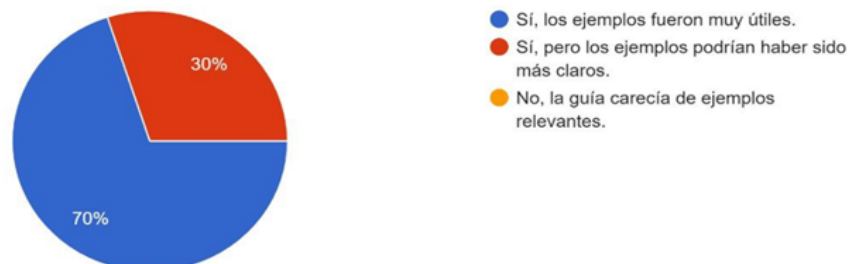 30%
70%
Sí, los ejemplos fueron muy útiles.
Sí, pero los ejemplos podrían haber sido
más claros.
No, la guía carecía de ejemplos
relevantes.